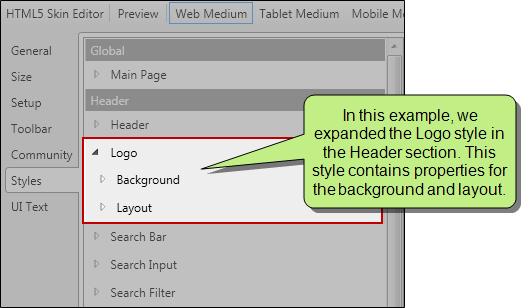 HTML5 Skin Editor Preview Web Medium Tablet Medium Mobile Me
General
Size
Setup
Toolbar
Community
Styles
UI Text
Global
Main Page
Header
Header
Logo
Background
Layout
Search Bar
Search Input
Search Filter
In this example, we
expanded the Logo style in
the Header section. This
style contains properties for
the background and layout.